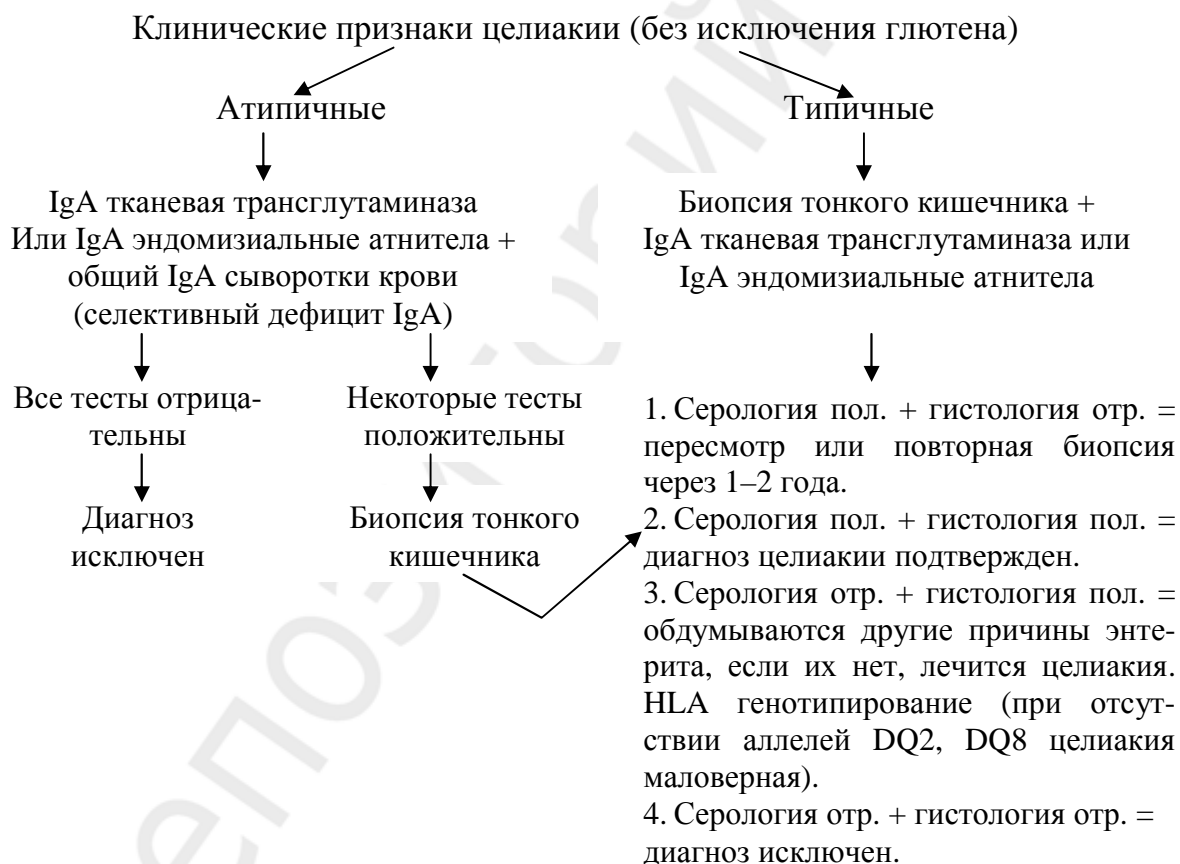 Клинические признаки целиакии (без исключения глютена)
Атипичные
Типичные
IgA тканевая трансглутаминаза
Или IgA эндомизиальные атнитела +
общий IgA сыворотки крови
(селективный дефицит IgA)
Биопсия тонкого кишечника +
IgA тканевая трансглутаминаза или
IgA эндомизиальные атнитела
Все тесты отрица-
тельны
Некоторые тесты
положительны
Диагноз
исключен
Биопсия тонкого
кишечника
1. Серология пол. + гистология отр. =
пересмотр или повторная биопсия
через 1–2 года.
2. Серология пол. + гистология пол. =
диагноз целиакии подтвержден.
3. Серология отр. + гистология пол. =
обдумываются другие причины энте-
рита, если их нет, лечится целиакия.
HLA генотипирование (при отсут-
ствии аллелей DQ2, DQ8 целиакия
маловерная).
4. Серология отр. + гистология отр. =
диагноз исключен.